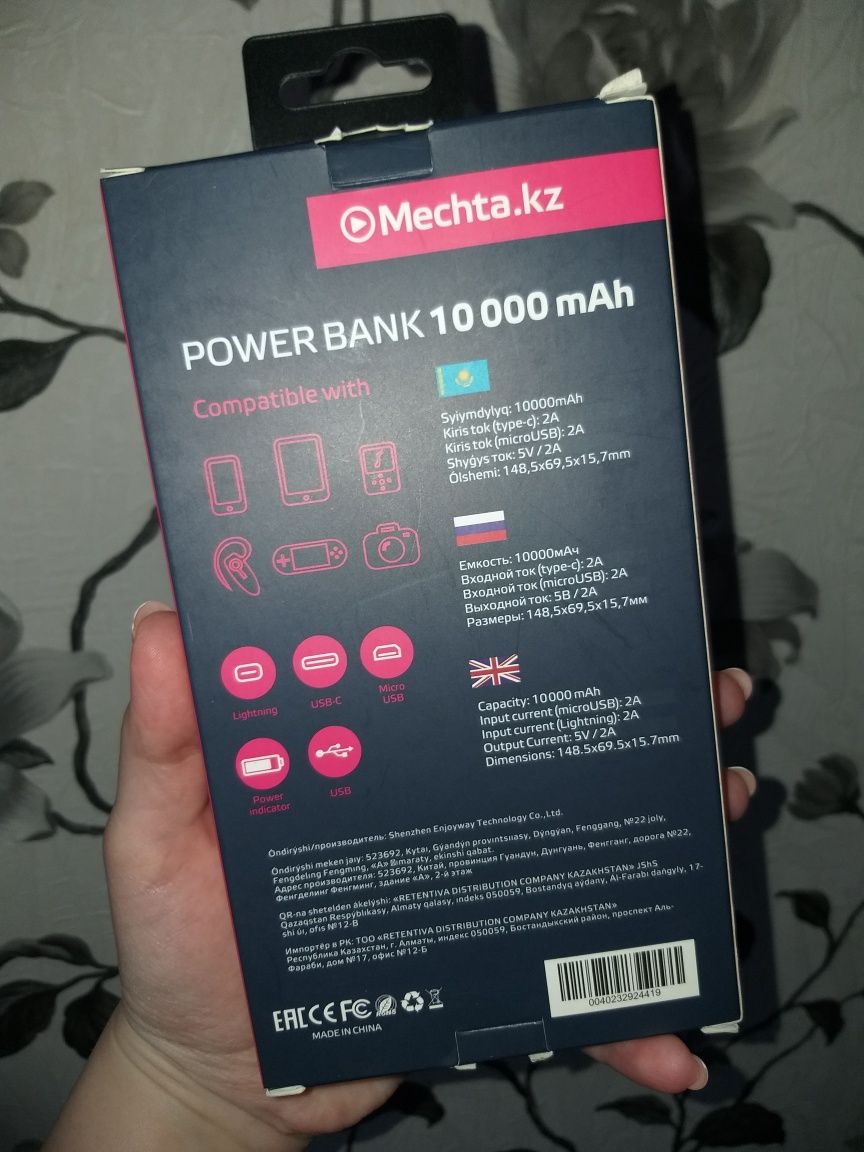 Mechta.kz
POWER BANK 10 000 mAh
Compatible with
Syiymdylyq: 10000mAh
Kiris tok (type-c): 2A
Kiris tok (microUSB): 2A
Shyǵys ток: 5V / 2A
Ólshemi: 148,5x69,5x15,7mm
Емкость: 10000мАч
Входной ток (type-c): 2A
Входной ток (microUSB): 2A
Выходной ток: 5В / 2A
Размеры: 148,5x69,5x15,7мм
Lightning
USB-C
Micro
USB
Power
indicator
USB
Capacity: 10000 mAh
Input current (microUSB): 2A
Input current (Lightning): 2A
Output Current: 5V / 2A
Dimensions: 148.5x69.5x15.7mm
Óndirýshi/производитель: Shenzhen Enjoyway Technology Co.,Ltd.
Óndirýshi meken jaıy: 523692, Kytaı, Gýandýn provıntsııasy, Dýngýan, Fenggang, №22 joly,
Fengdeling Fengming, «A» ımaraty, ekinshi qabat.
Адрес производителя: 523692, Китай, провинция Гуандун, Дунгуань, Фенгганг, дорога №22,
Фенгделинг Фенгминг, здание «А», 2-й этаж
QR-na shetelden ákelýshi: «RETENTIVA DISTRIBUTION COMPANY KAZAKHSTAN» JShS
Qazaqstan Respýblıkasy, Almaty qalasy, ındeks 050059, Bostandyq aýdany, Al-Farabı dańǵyly, 17-
shi úı, ofıs №12-B
Импортёр в РК: ТОО «RETENTIVA DISTRIBUTION COMPANY KAZAKHSTAN»
Республика Казахстан, г. Алматы, индекс 050059, Бостандыкский район, проспект Аль-
Фараби, дом №17, офис №12-Б
EAC CE FC RoHS
MADE IN CHINA
0040232924419